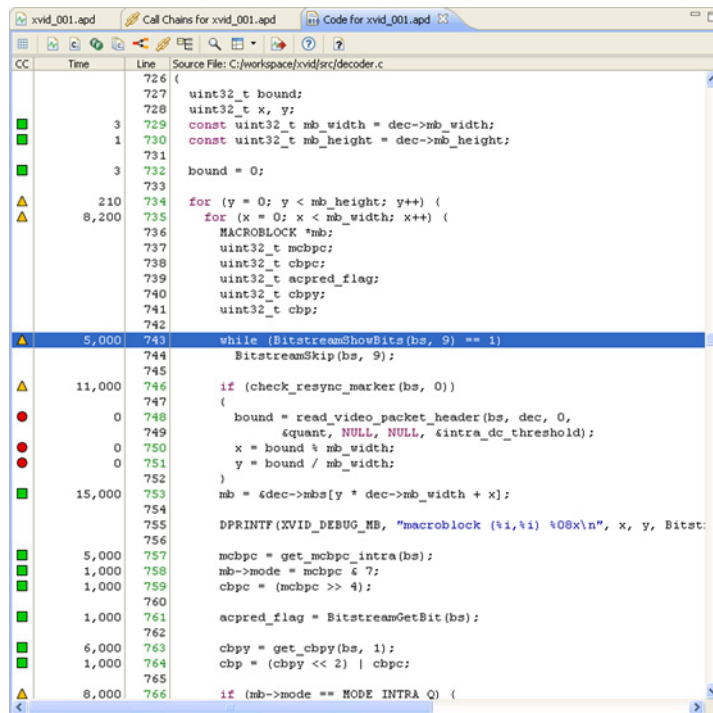 xvid_001.apd Call Chains for xvid_001.apd Code for xvid_001.apd
CC Time Line Source File: C:/workspace/xvid/src/decoder.c
726 {
727 uint32_t bound;
728 uint32_t x, y;
3 729 const uint32_t mb_width = dec->mb_width;
1 730 const uint32_t mb_height = dec->mb_height;
731
3 732 bound = 0;
733
210 734 for (y = 0; y < mb_height; y++) {
8,200 735 for (x = 0; x < mb_width; x++) {
736 MACROBLOCK *mb;
737 uint32_t mcbpc;
738 uint32_t cbpc;
739 uint32_t acpred_flag;
740 uint32_t cbpy;
741 uint32_t cbp;
742
5,000 743 while (BitstreamShowBits(bs, 9) == 1)
744 BitstreamSkip(bs, 9);
745
11,000 746 if (check_resync_marker(bs, 0))
747 {
0 748 bound = read_video_packet_header(bs, dec, 0,
749 &quant, NULL, NULL, &intra_dc_threshold);
0 750 x = bound % mb_width;
0 751 y = bound / mb_width;
752 }
15,000 753 mb = &dec->mbs[y * dec->mb_width + x];
754
755 DPRINTF(XVID_DEBUG_MB, "macroblock (%i,%i) %08x\n", x, y, Bitst
756
5,000 757 mcbpc = get_mcbpc_intra(bs);
1,000 758 mb->mode = mcbpc & 7;
1,000 759 cbpc = (mcbpc >> 4);
760
1,000 761 acpred_flag = BitstreamGetBit(bs);
762
6,000 763 cbpy = get_cbpy(bs, 1);
1,000 764 cbp = (cbpy << 2) | cbpc;
765
8,000 766 if (mb->mode == MODE_INTRA_Q) {